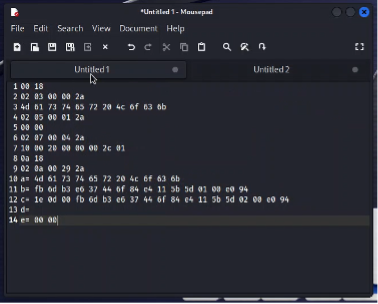 *Untitled 1 - Mousepad
File Edit Search View Document Help
Untitled 1 Untitled 2
1 00 18
2 02 03 00 00 2a
3 4d 61 73 74 65 72 20 4c 6f 63 6b
4 02 05 00 01 2a
5 00 00
6 02 07 00 04 2a
7 10 00 20 00 00 00 2c 01
8 0a 18
9 02 0a 00 29 2a
10 a= 4d 61 73 74 65 72 20 4c 6f 63 6b
11 b= fb 6d b3 e6 37 44 6f 84 e4 11 5b 5d 01 00 e0 94
12 c= 1e 0d 00 fb 6d b3 e6 37 44 6f 84 e4 11 5b 5d 02 00 e0 94
13 d=
14 e= 00 00